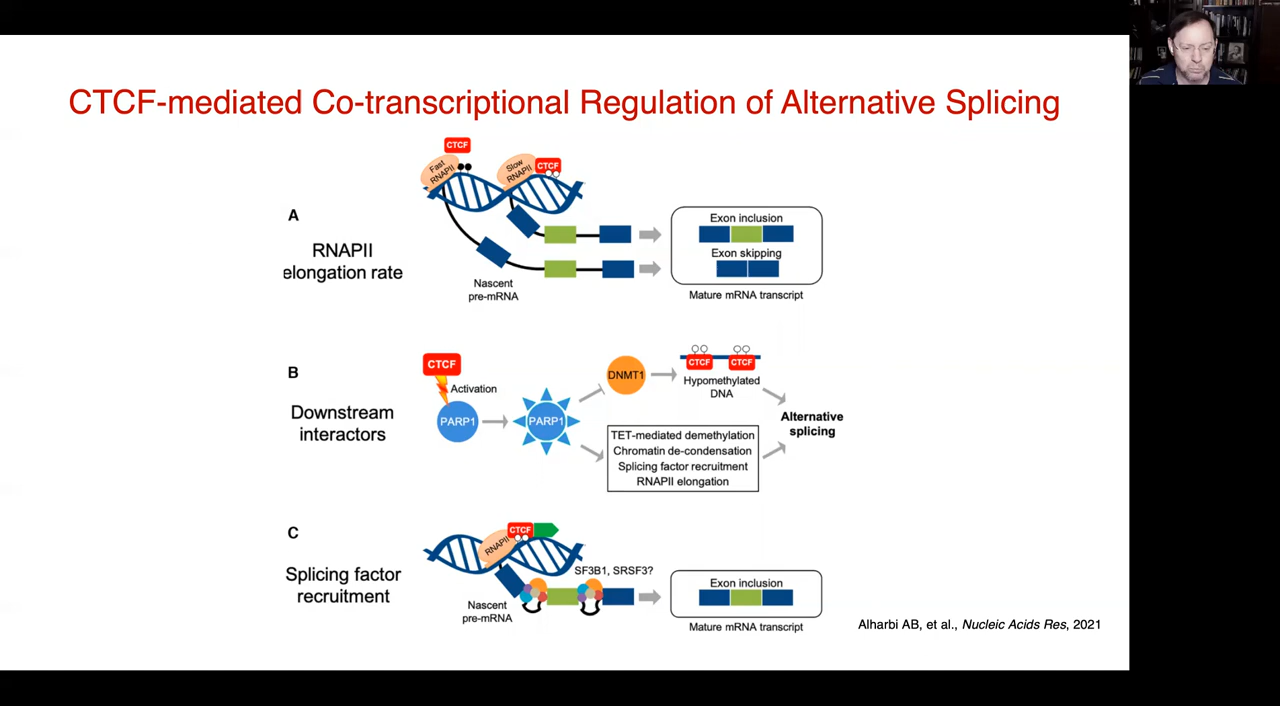 CTCF-mediated Co-transcriptional Regulation of Alternative Splicing
A
RNAPII
elongation rate
CTCF
Fast
RNAPII
Slow
RNAPII
CTCF
Nascent
pre-mRNA
Exon inclusion
Exon skipping
Mature mRNA transcript
B
Downstream
interactors
CTCF
Activation
PARP1
PARP1
DNMT1
CTCF
CTCF
Hypomethylated
DNA
TET-mediated demethylation
Chromatin de-condensation
Splicing factor recruitment
RNAPII elongation
Alternative
splicing
C
Splicing factor
recruitment
RNAPII
CTCF
SF3B1, SRSF3?
Nascent
pre-mRNA
Exon inclusion
Mature mRNA transcript
Alharbi AB, et al., Nucleic Acids Res, 2021